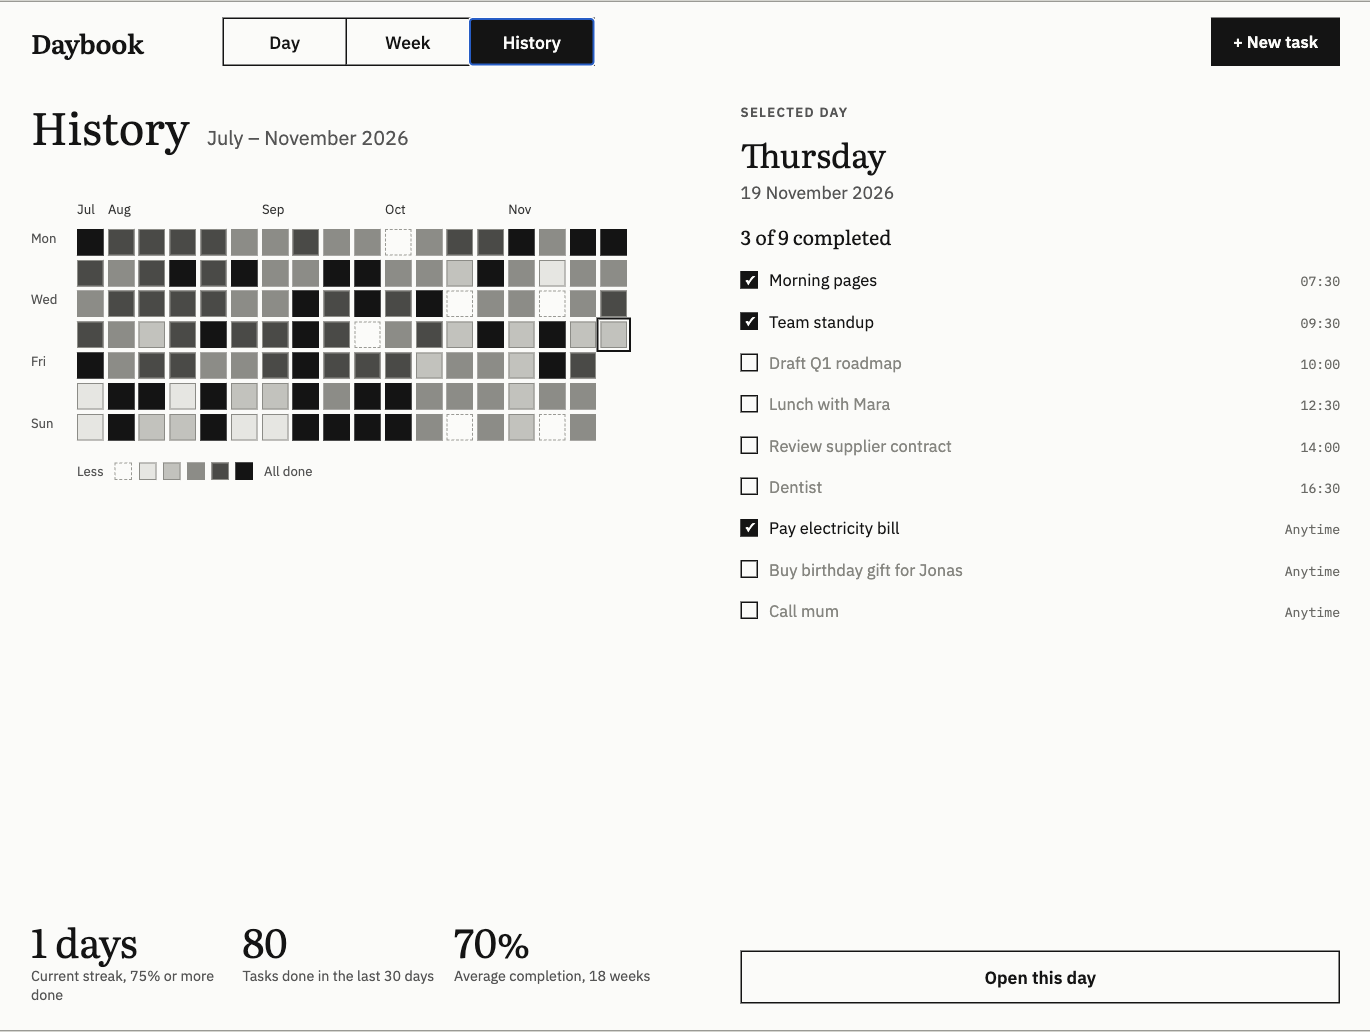 Daybook
Day
Week
History
+ New task
History
July – November 2026
Jul Aug Sep Oct Nov
Mon
Wed
Fri
Sun
Less
All done
1 days
Current streak, 75% or more
done
80
Tasks done in the last 30 days
70%
Average completion, 18 weeks
SELECTED DAY
Thursday
19 November 2026
3 of 9 completed
Morning pages 07:30
Team standup 09:30
Draft Q1 roadmap 10:00
Lunch with Mara 12:30
Review supplier contract 14:00
Dentist 16:30
Pay electricity bill Anytime
Buy birthday gift for Jonas Anytime
Call mum Anytime
Open this day